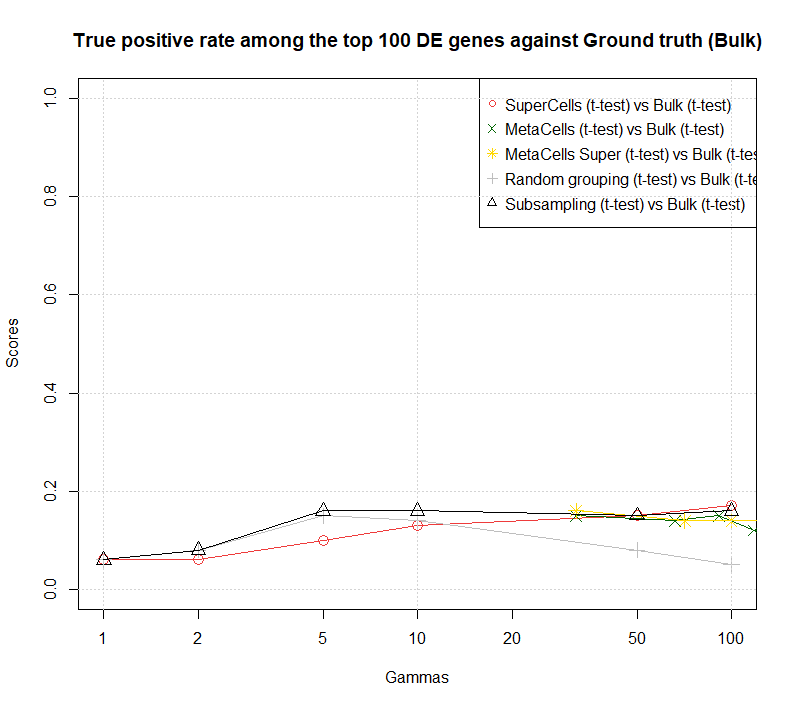 True positive rate among the top 100 DE genes against Ground truth (Bulk)
SuperCells (t-test) vs Bulk (t-test)
MetaCells (t-test) vs Bulk (t-test)
MetaCells Super (t-test) vs Bulk (t-tes
Random grouping (t-test) vs Bulk (t-te
Subsampling (t-test) vs Bulk (t-test)
Scores
1.0
0.8
0.6
0.4
0.2
0.0
1 2 5 10 20 50 100
Gammas